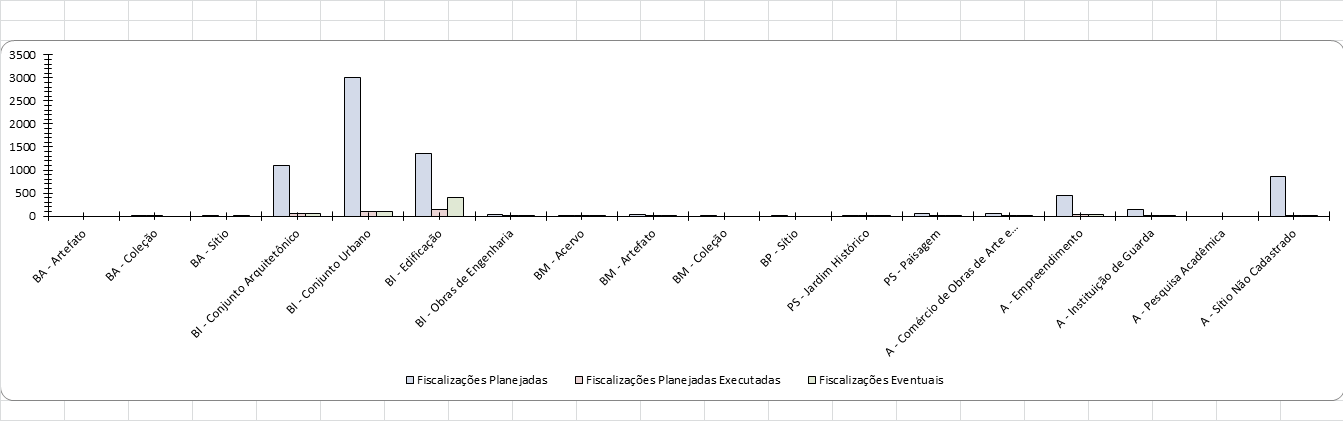 3500
3000
2500
2000
1500
1000
500
0
BA - Artefato
BA - Coleção
BA - Sítio
BI - Conjunto Arquitetônico
BI - Conjunto Urbano
BI - Edificação
BI - Obras de Engenharia
BM - Acervo
BM - Artefato
BM - Coleção
BP - Sítio
PS - Jardim Histórico
PS - Paisagem
A - Comércio de Obras de Arte e...
A - Empreendimento
A - Instituição de Guarda
A - Pesquisa Acadêmica
A - Sítio Não Cadastrado
Fiscalizações Planejadas Fiscalizações Planejadas Executadas Fiscalizações Eventuais